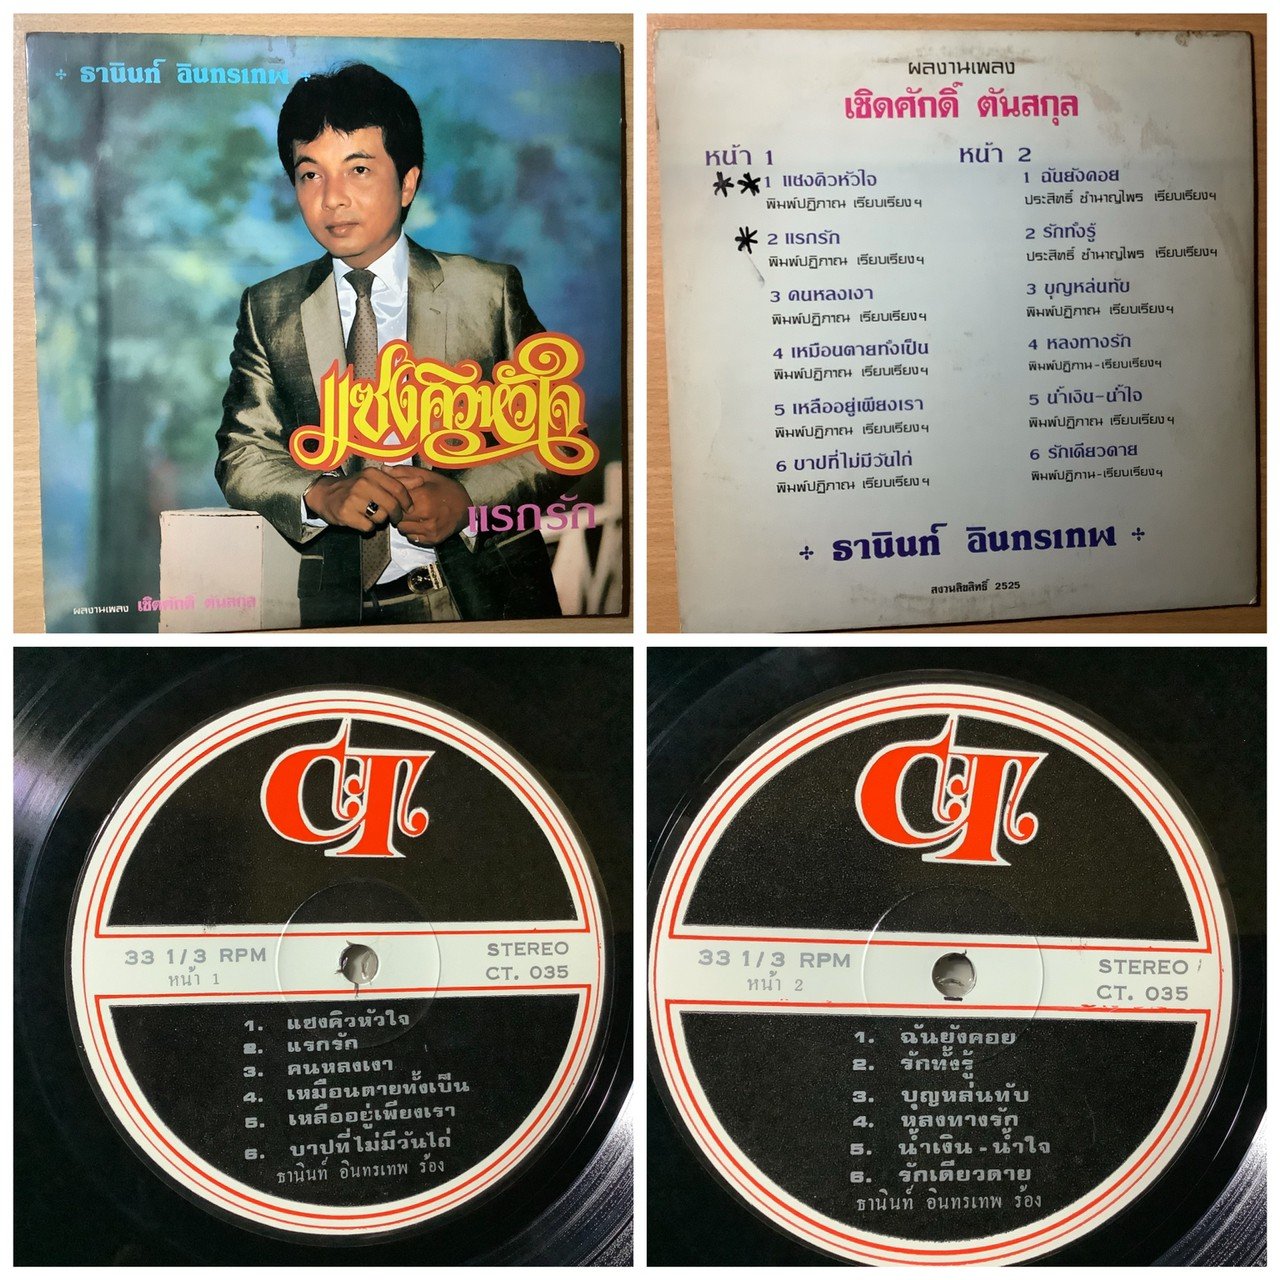 ธานินท์ อินทรเทพ
แซงคิวหัวใจ
แรกรัก
ผลงานเพลง เชิดศักดิ์ ตันสกุล
ผลงานเพลง
เชิดศักดิ์ ตันสกุล
หน้า 1
1 แซงคิวหัวใจ
พิมพ์ปฏิภาณ เรียบเรียงฯ
2 แรกรัก
พิมพ์ปฏิภาณ เรียบเรียงฯ
3 คนหลงเงา
พิมพ์ปฏิภาณ เรียบเรียงฯ
4 เหมือนตายทั้งเป็น
พิมพ์ปฏิภาณ เรียบเรียงฯ
5 เหลืออยู่เพียงเรา
พิมพ์ปฏิภาณ เรียบเรียงฯ
6 บาปที่ไม่มีวันไถ่
พิมพ์ปฏิภาณ เรียบเรียงฯ
หน้า 2
1 ฉันยังคอย
ประสิทธิ์ ชำนาญไพร เรียบเรียงฯ
2 รักทั้งรู้
ประสิทธิ์ ชำนาญไพร เรียบเรียงฯ
3 บุญหล่นทับ
พิมพ์ปฏิภาณ เรียบเรียงฯ
4 หลงทางรัก
พิมพ์ปฏิภาน-เรียบเรียงฯ
5 น้ำเงิน-น้ำใจ
พิมพ์ปฏิภาณ เรียบเรียงฯ
6 รักเดียวดาย
พิมพ์ปฏิภาน-เรียบเรียงฯ
ธานินท์ อินทรเทพ
สงวนลิขสิทธิ์ 2525
CT
33 1/3 RPM
หน้า 1
STEREO
CT. 035
1. แซงคิวหัวใจ
2. แรกรัก
3. คนหลงเงา
4. เหมือนตายทั้งเป็น
5. เหลืออยู่เพียงเรา
6. บาปที่ไม่มีวันไถ่
ธานินท์ อินทรเทพ ร้อง
CT
33 1/3 RPM
หน้า 2
STEREO
CT. 035
1. ฉันยังคอย
2. รักทั้งรู้
3. บุญหล่นทับ
4. หลงทางรัก
5. น้ำเงิน - น้ำใจ
6. รักเดียวดาย
ธานินท์ อินทรเทพ ร้อง